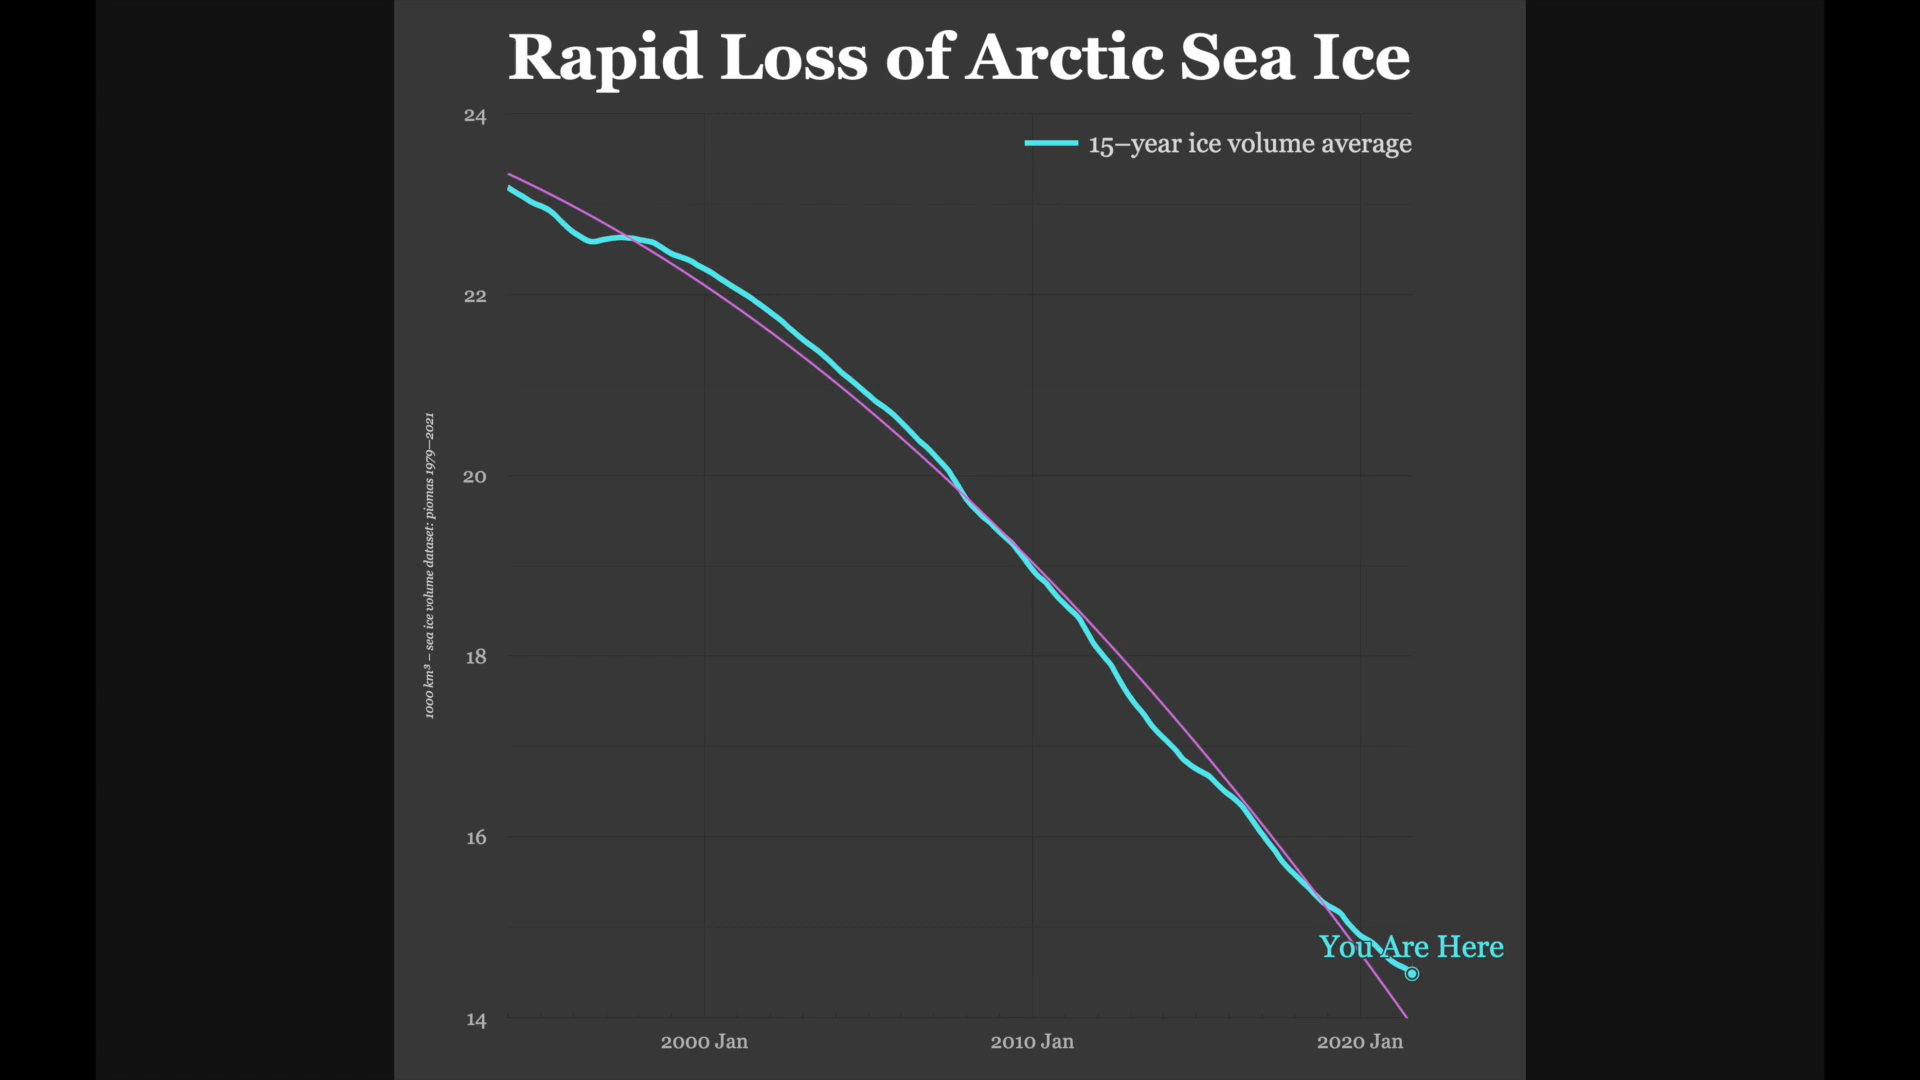 Rapid Loss of Arctic Sea Ice
24
15–year ice volume average
22
20
1000 km³ – sea ice volume dataset: piomas 1979–2021
18
16
You Are Here
14
2000 Jan
2010 Jan
2020 Jan